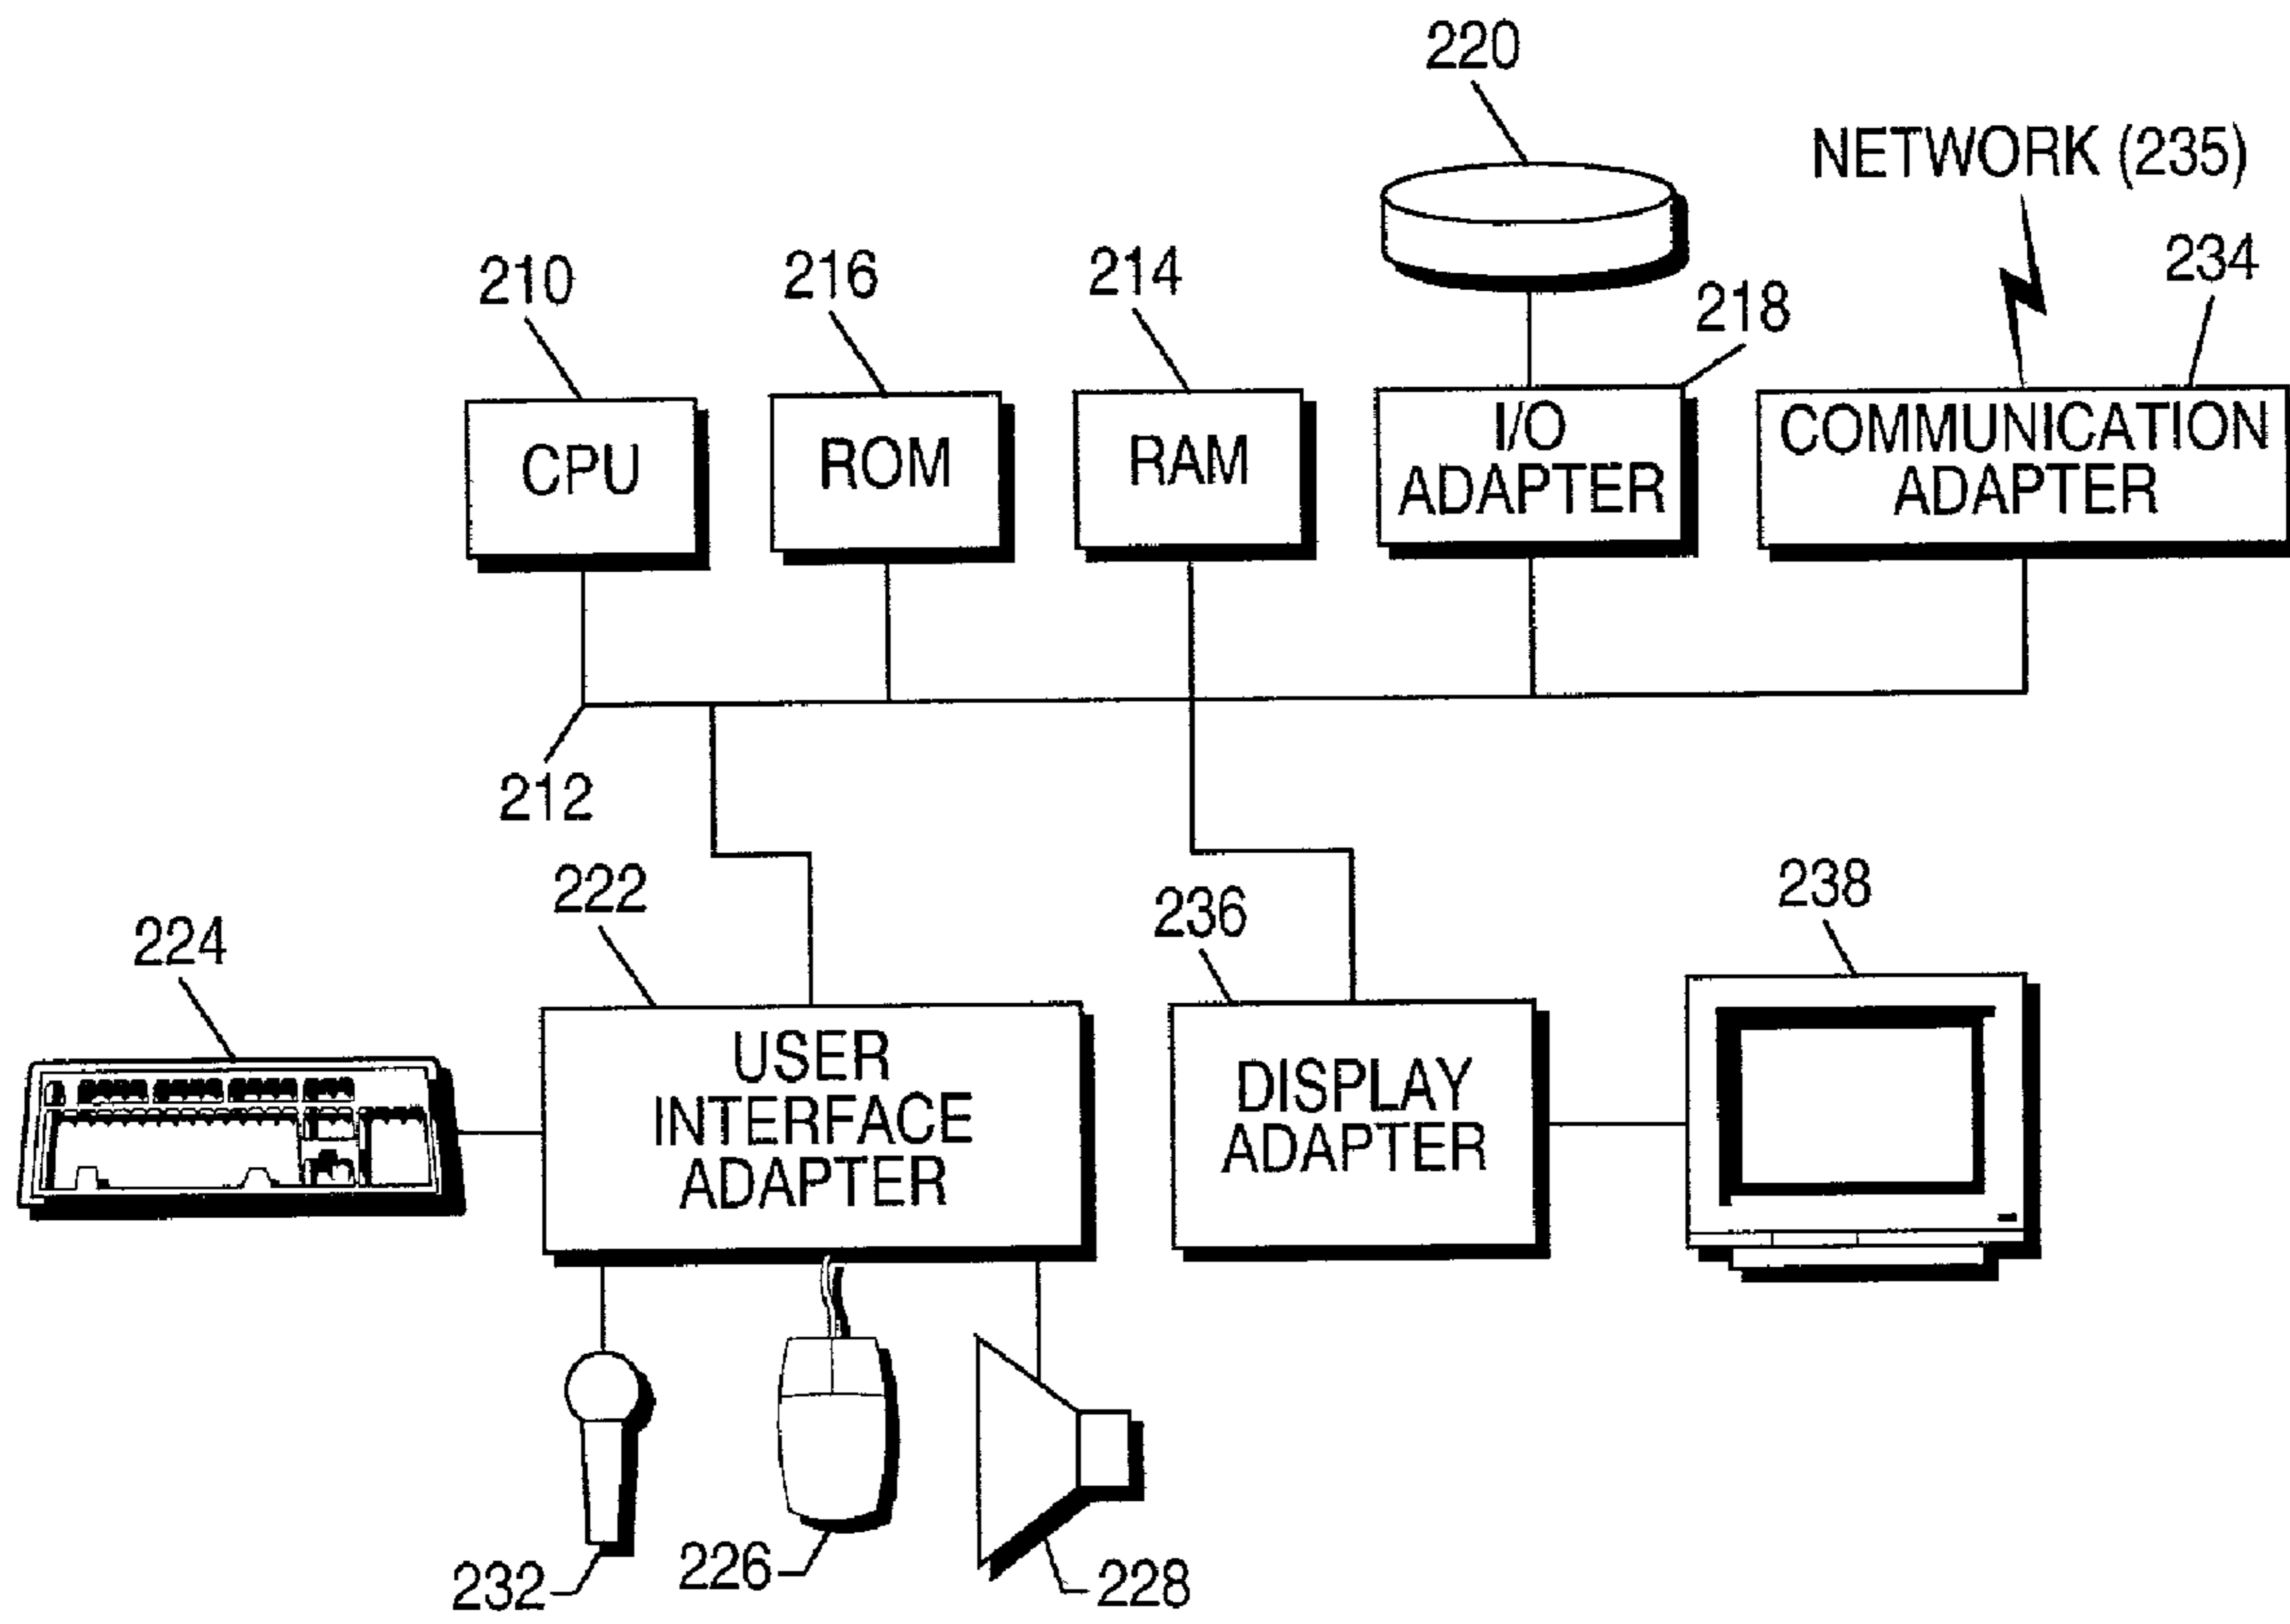 220
NETWORK (235)
234
210
216
214
218
CPU
ROM
RAM
I/O
ADAPTER
COMMUNICATION
ADAPTER
212
222
236
238
224
USER
INTERFACE
ADAPTER
DISPLAY
ADAPTER
232
226
228